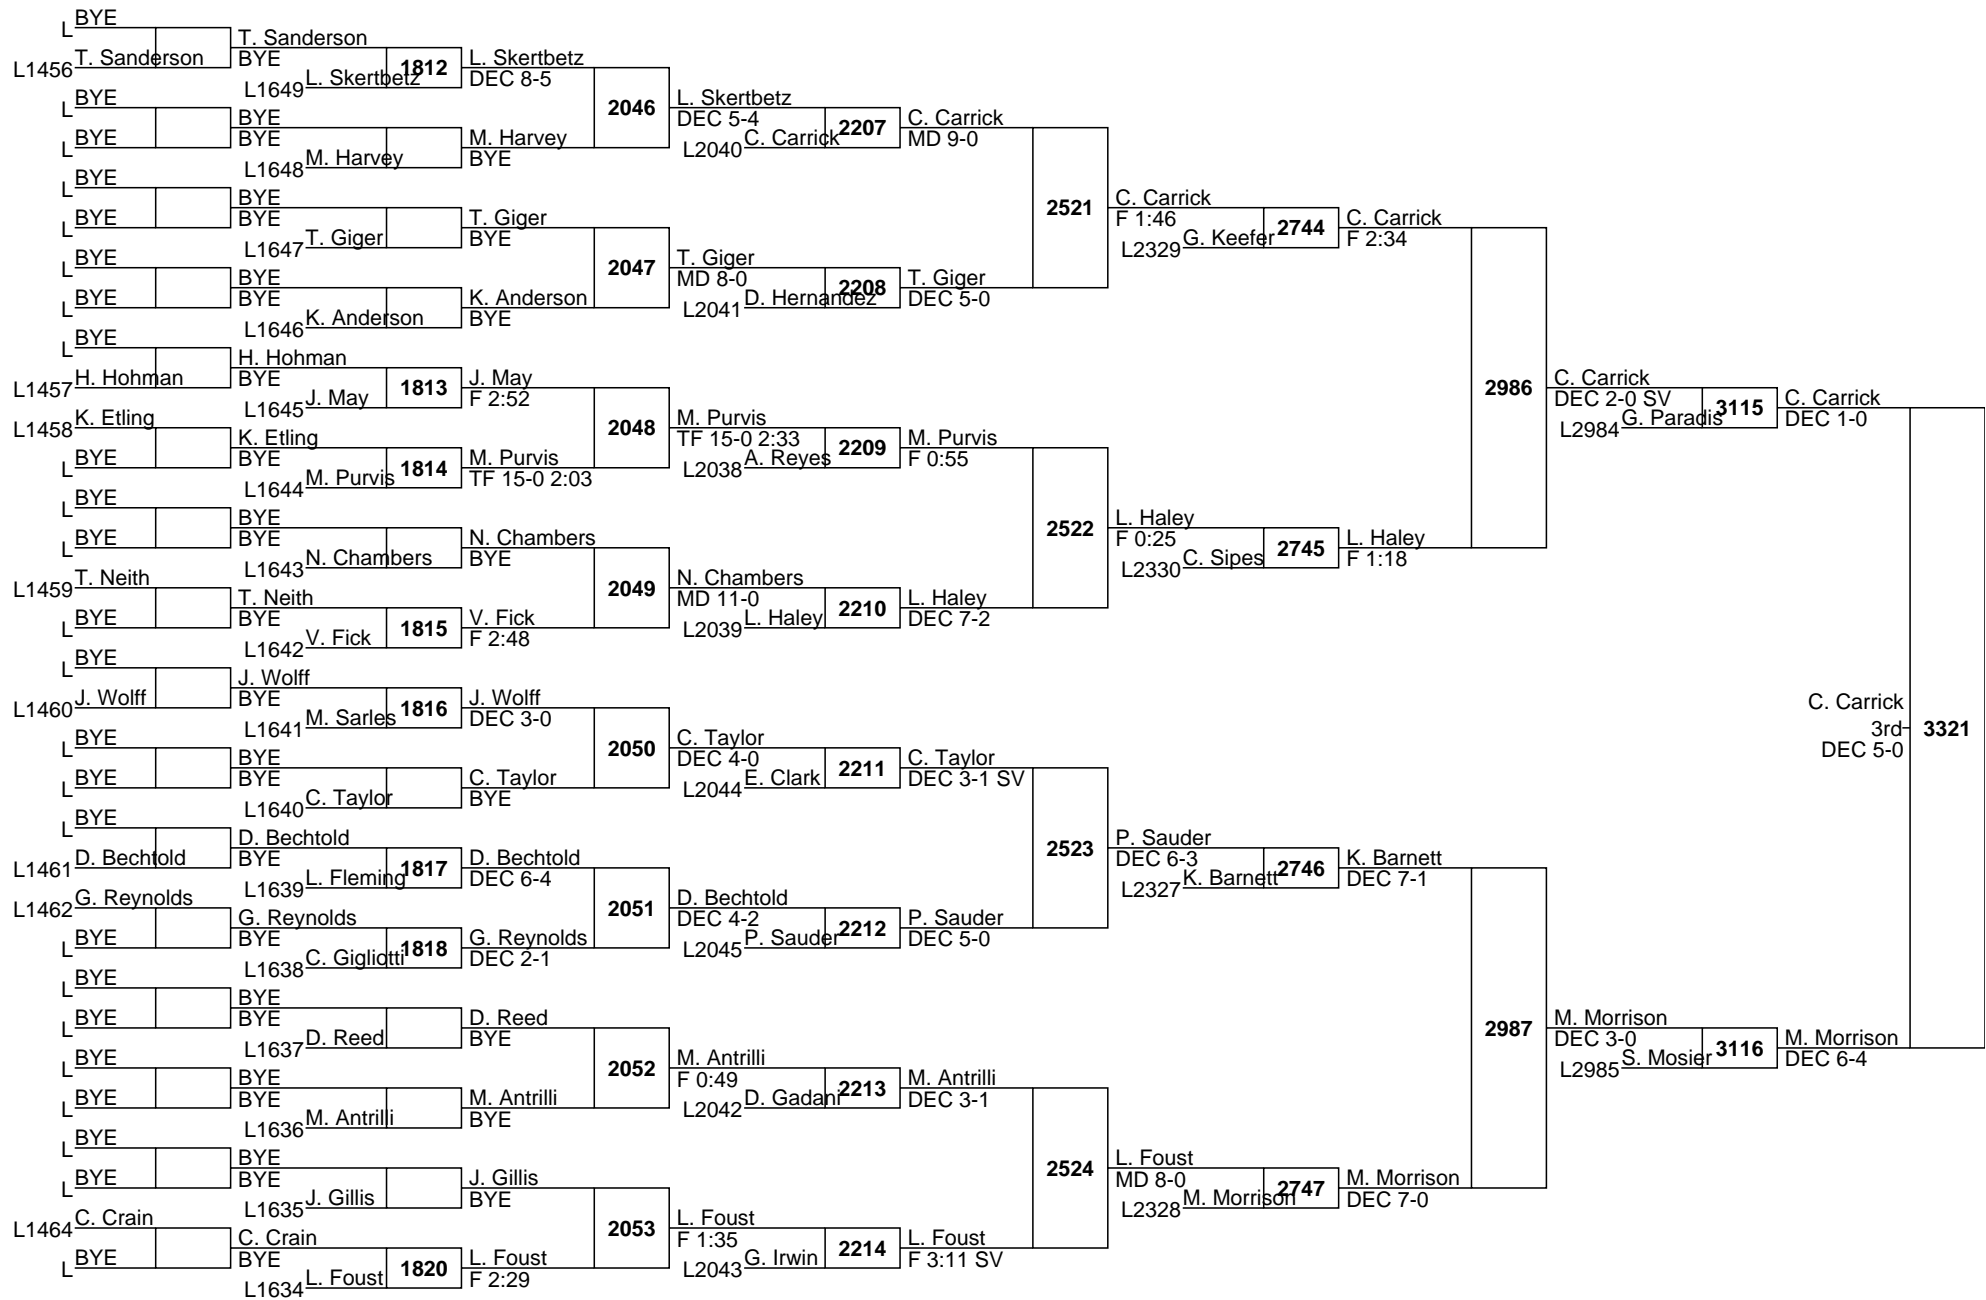 BYE
L
T. Sanderson
L1456
T. Sanderson
BYE
L1649
L. Skertbetz
1812
L. Skertbetz
DEC 8-5
BYE
L
BYE
L
BYE
BYE
L1648
M. Harvey
M. Harvey
BYE
2046
L. Skertbetz
DEC 5-4
L2040
C. Carrick
2207
C. Carrick
MD 9-0
BYE
L
BYE
L
BYE
BYE
L1647
T. Giger
T. Giger
BYE
BYE
L
BYE
L
BYE
BYE
L1646
K. Anderson
K. Anderson
BYE
2047
T. Giger
MD 8-0
L2041
D. Hernandez
2208
T. Giger
DEC 5-0
2521
C. Carrick
F 1:46
L2329
G. Keefer
2744
C. Carrick
F 2:34
BYE
L
H. Hohman
L1457
H. Hohman
BYE
L1645
J. May
1813
J. May
F 2:52
K. Etling
L1458
BYE
L
K. Etling
BYE
L1644
M. Purvis
1814
M. Purvis
TF 15-0 2:03
2048
M. Purvis
TF 15-0 2:33
L2038
A. Reyes
2209
M. Purvis
F 0:55
BYE
L
BYE
L
BYE
BYE
L1643
N. Chambers
N. Chambers
BYE
T. Neith
L1459
BYE
L
T. Neith
BYE
L1642
V. Fick
1815
V. Fick
F 2:48
2049
N. Chambers
MD 11-0
L2039
L. Haley
2210
L. Haley
DEC 7-2
2522
L. Haley
F 0:25
L2330
C. Sipes
2745
L. Haley
F 1:18
2986
C. Carrick
DEC 2-0 SV
L2984
G. Paradis
3115
C. Carrick
DEC 1-0
BYE
L
J. Wolff
L1460
J. Wolff
BYE
L1641
M. Sarles
1816
J. Wolff
DEC 3-0
BYE
L
BYE
L
BYE
BYE
L1640
C. Taylor
C. Taylor
BYE
2050
C. Taylor
DEC 4-0
L2044
E. Clark
2211
C. Taylor
DEC 3-1 SV
BYE
L
D. Bechtold
L1461
D. Bechtold
BYE
L1639
L. Fleming
1817
D. Bechtold
DEC 6-4
G. Reynolds
L1462
BYE
L
G. Reynolds
BYE
L1638
C. Gigliotti
1818
G. Reynolds
DEC 2-1
2051
D. Bechtold
DEC 4-2
L2045
P. Sauder
2212
P. Sauder
DEC 5-0
2523
P. Sauder
DEC 6-3
L2327
K. Barnett
2746
K. Barnett
DEC 7-1
BYE
L
BYE
L
BYE
BYE
L1637
D. Reed
D. Reed
BYE
BYE
L
BYE
L
BYE
BYE
L1636
M. Antrilli
M. Antrilli
BYE
2052
M. Antrilli
F 0:49
L2042
D. Gadani
2213
M. Antrilli
DEC 3-1
BYE
L
BYE
L
BYE
BYE
L1635
J. Gillis
J. Gillis
BYE
C. Crain
L1464
BYE
L
C. Crain
BYE
L1634
L. Foust
1820
L. Foust
F 2:29
2053
L. Foust
F 1:35
L2043
G. Irwin
2214
L. Foust
F 3:11 SV
2524
L. Foust
MD 8-0
L2328
M. Morrison
2747
M. Morrison
DEC 7-0
2987
M. Morrison
DEC 3-0
L2985
S. Mosier
3116
M. Morrison
DEC 6-4
C. Carrick
3rd
DEC 5-0
3321